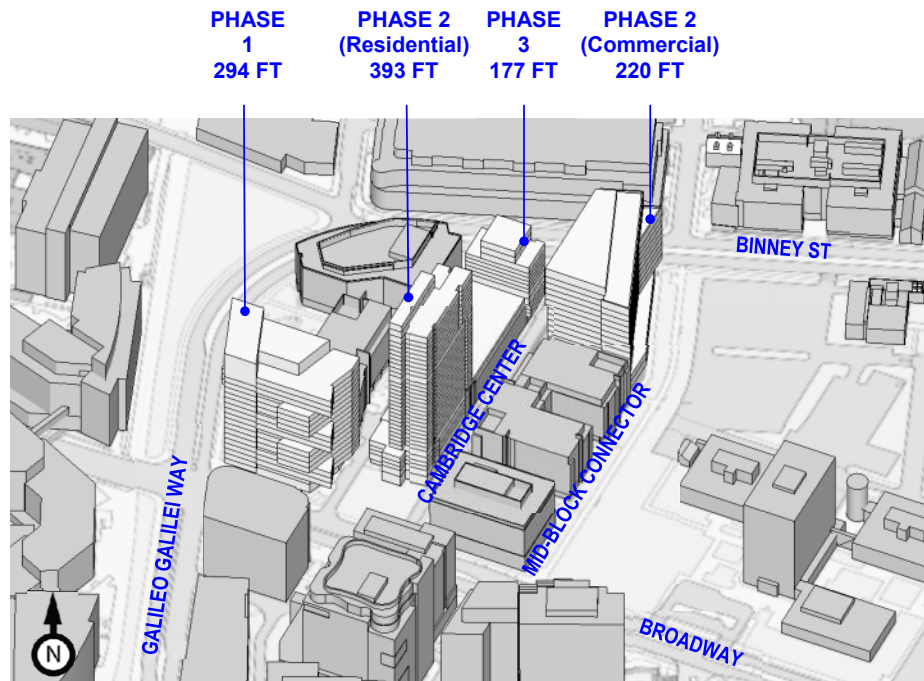 PHASE
1
294 FT
PHASE 2
(Residential)
393 FT
PHASE
3
177 FT
PHASE 2
(Commercial)
220 FT
BINNEY ST
CAMBRIDGE CENTER
MID-BLOCK CONNECTOR
GALILEO GALILEI WAY
BROADWAY
N